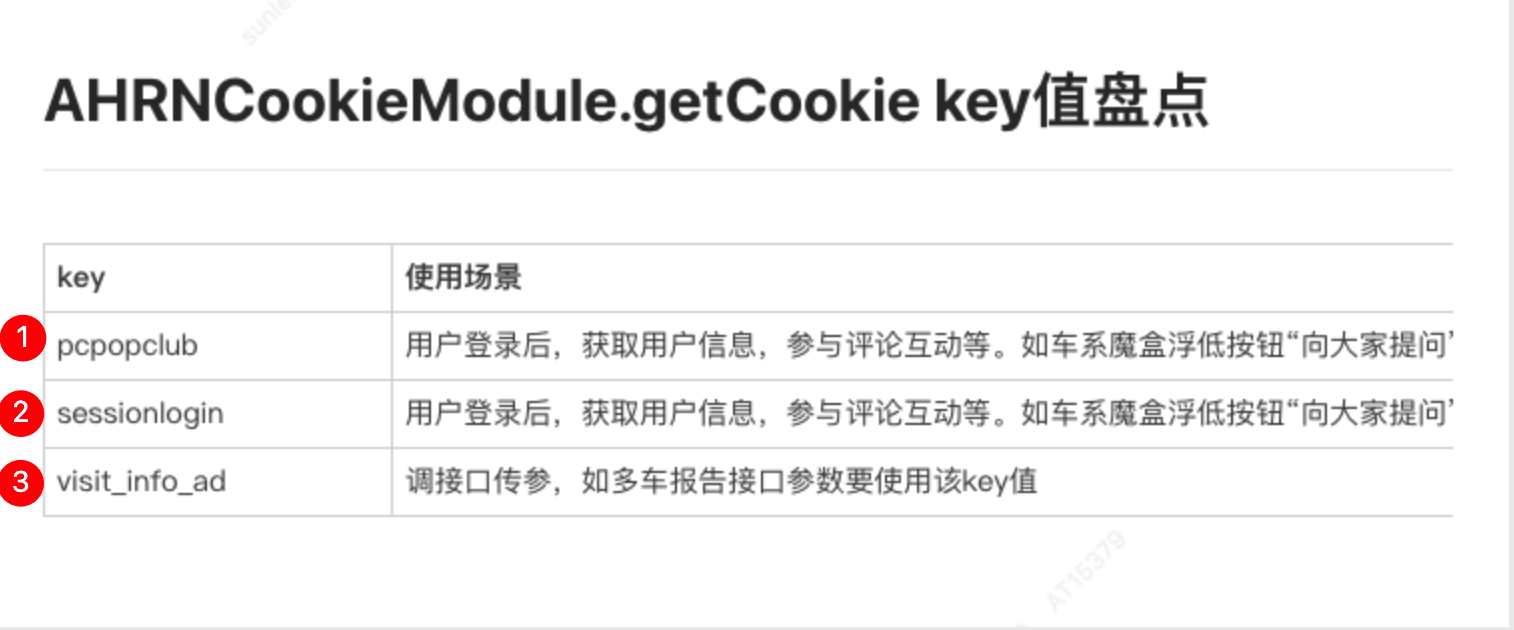 sunle
AHRNCookieModule.getCookie key值盘点
key 使用场景
1 pcpopclub 用户登录后，获取用户信息，参与评论互动等。如车系魔盒浮低按钮“向大家提问”
2 sessionlogin 用户登录后，获取用户信息，参与评论互动等。如车系魔盒浮低按钮“向大家提问”
3 visit_info_ad 调接口传参，如多车报告接口参数要使用该key值
AT15379